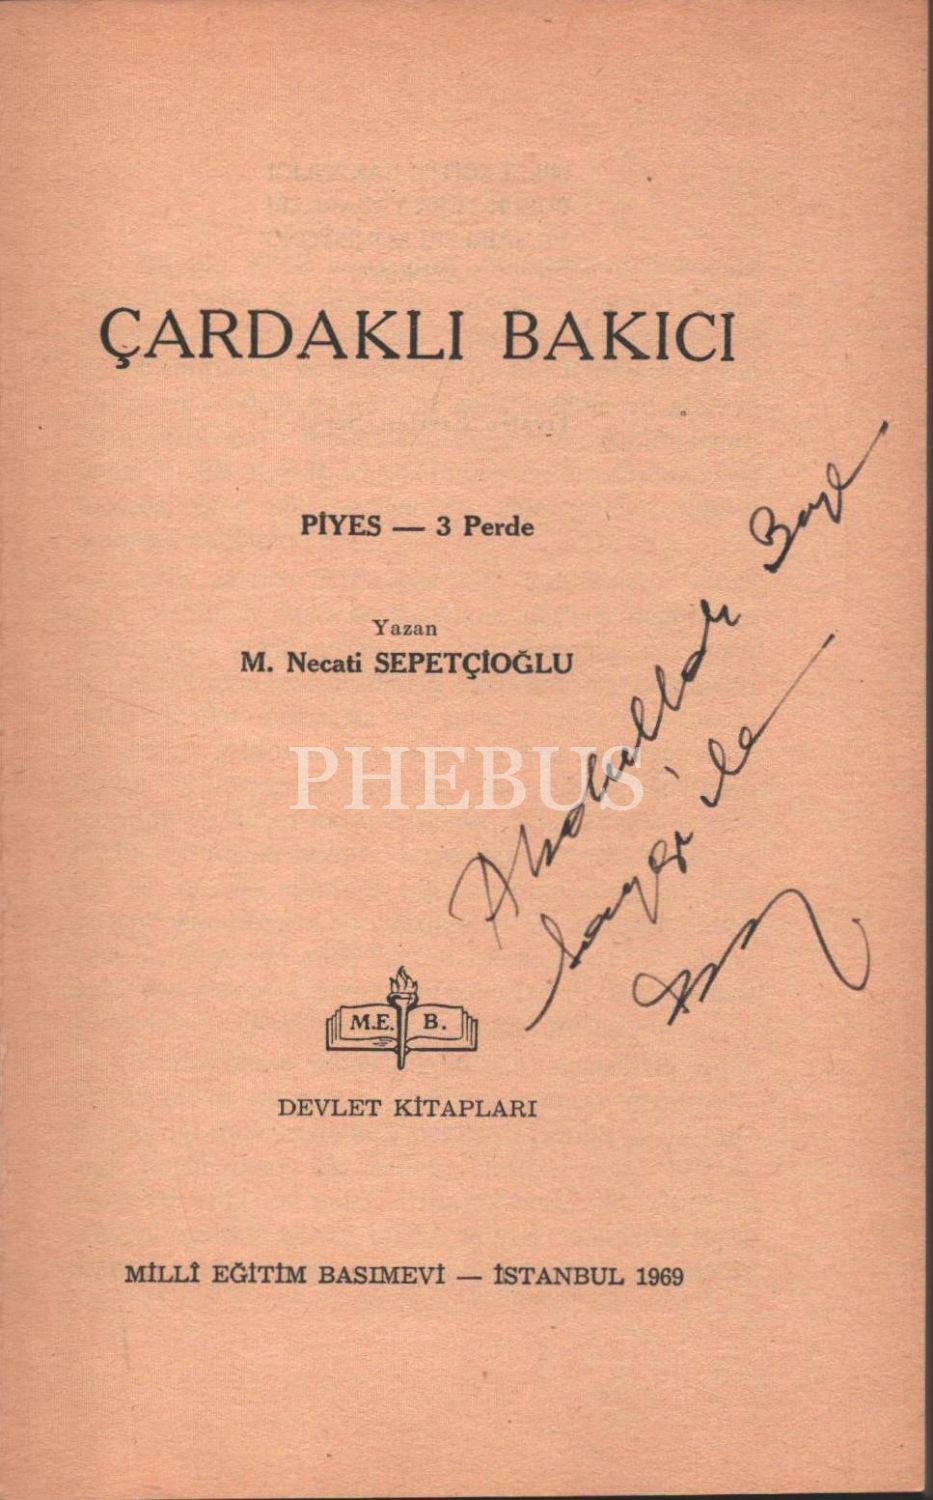 ÇARDAKLI BAKICI
PİYES — 3 Perde
Yazan
M. Necati SEPETÇİOĞLU
Abdullah Beye
saygı ile
PHEBUS
M.E. B.
DEVLET KİTAPLARI
MİLLÎ EĞİTİM BASIMEVİ — İSTANBUL 1969